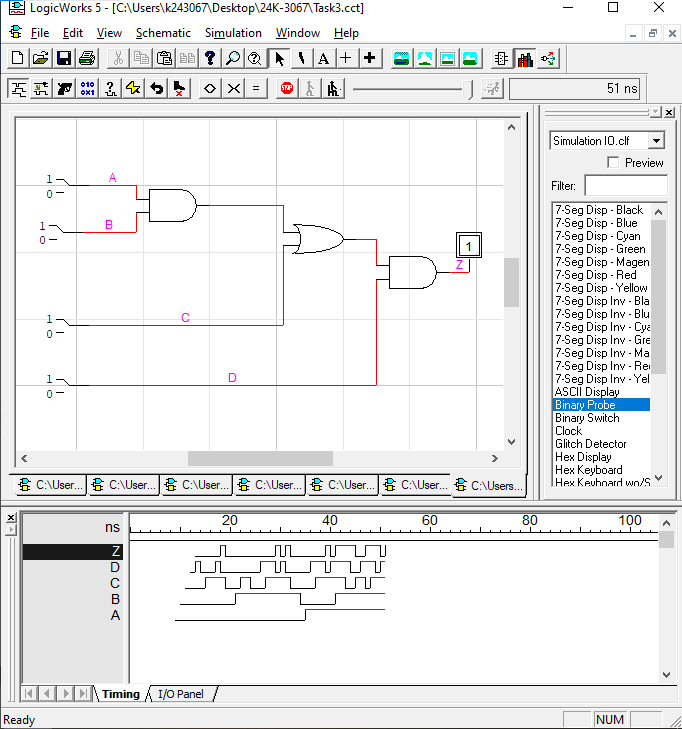 LogicWorks 5 - [C:\Users\k243067\Desktop\24K-3067\Task3.cct]
File Edit View Schematic Simulation Options Window Help
51 ns
Simulation IO.clf
Preview
Filter:
7-Seg Disp - Black
7-Seg Disp - Blue
7-Seg Disp - Cyan
7-Seg Disp - Green
7-Seg Disp - Magen
7-Seg Disp - Red
7-Seg Disp - Yellow
7-Seg Disp Inv - Bla
7-Seg Disp Inv - Blu
7-Seg Disp Inv - Cya
7-Seg Disp Inv - Gre
7-Seg Disp Inv - Ma
7-Seg Disp Inv - Re
7-Seg Disp Inv - Yel
ASCII Display
Binary Probe
Binary Switch
Clock
Glitch Detector
Hex Display
Hex Keyboard
Hex Keyboard wo/S
1
0
A
1
0
B
1
0
C
1
0
D
Z
1
C:\User... C:\User... C:\User... C:\User... C:\User... C:\User... C:\Users...
ns 20 40 60 80 100
Z
D
C
B
A
Timing I/O Panel
Ready NUM